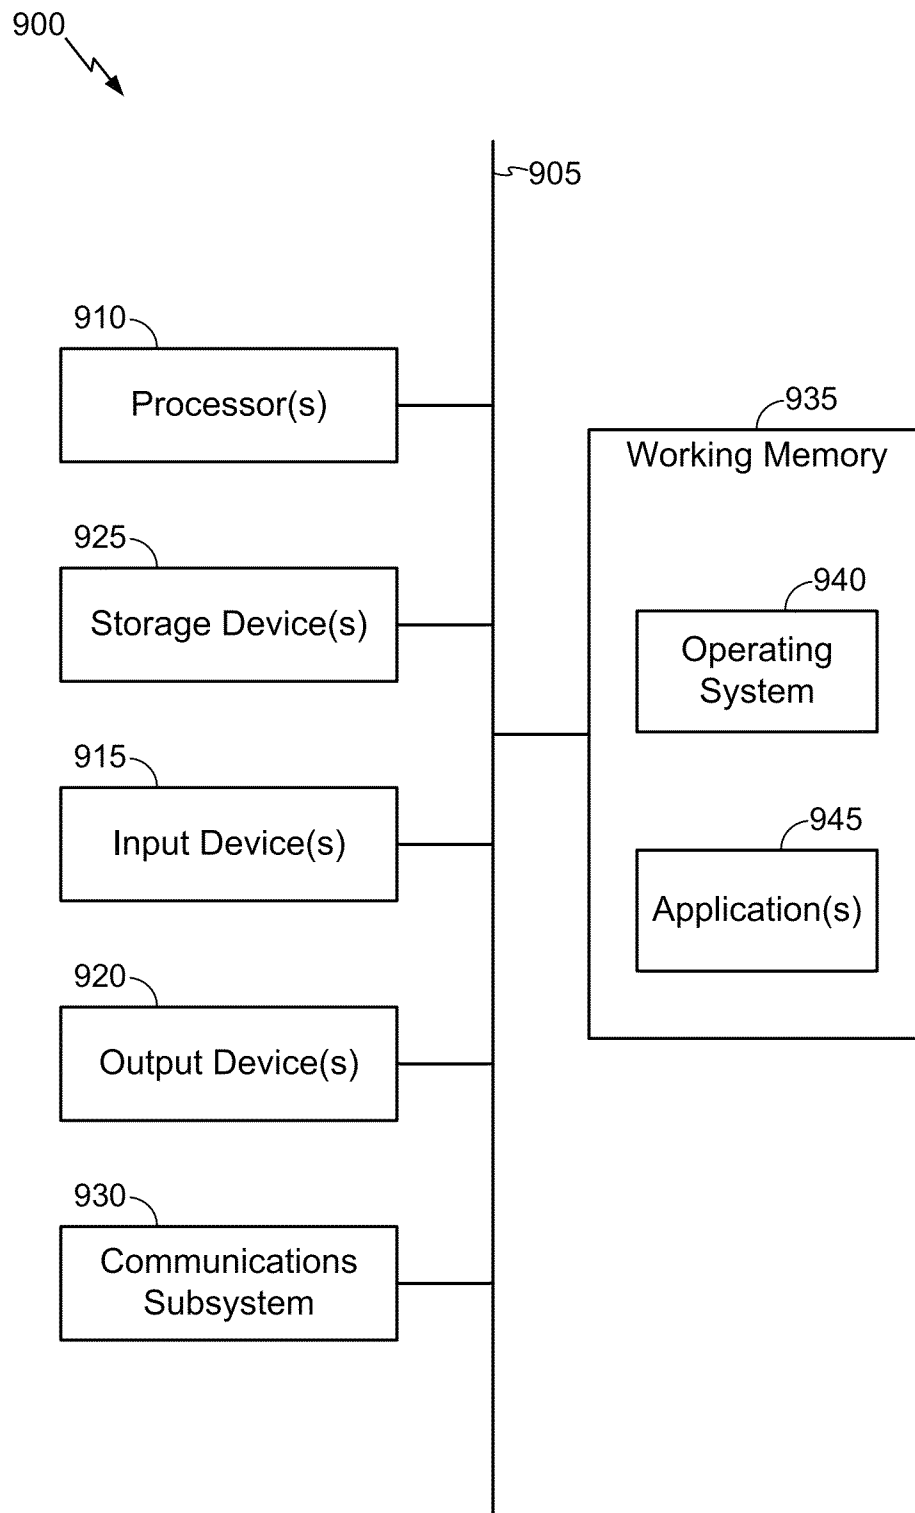 900
905
910
Processor(s)
935
Working Memory
925
Storage Device(s)
940
Operating
System
915
Input Device(s)
945
Application(s)
920
Output Device(s)
930
Communications
Subsystem